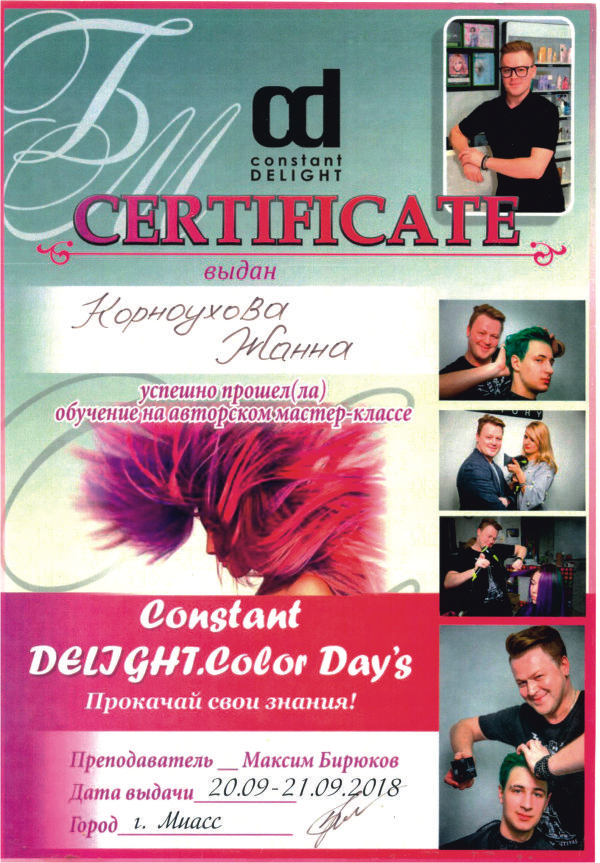 БМ
cd
constant
DELIGHT
CERTIFICATE
выдан
Корноухова
Жанна
успешно прошел(ла)
обучение на авторском мастер-классе
Constant
DELIGHT.Color Day's
Прокачай свои знания!
Преподаватель __ Максим Бирюков
Дата выдачи 20.09-21.09.2018
Город г. Миасс